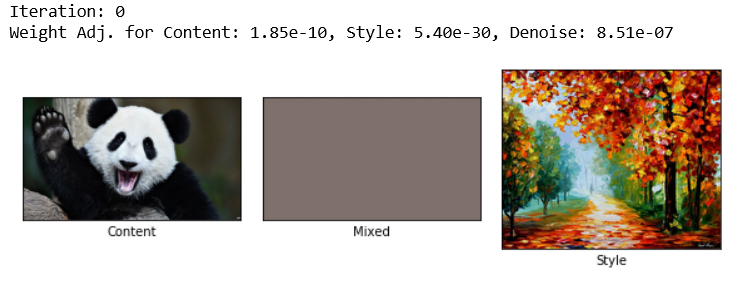 Iteration: 0
Weight Adj. for Content: 1.85e-10, Style: 5.40e-30, Denoise: 8.51e-07
Content
Mixed
Style